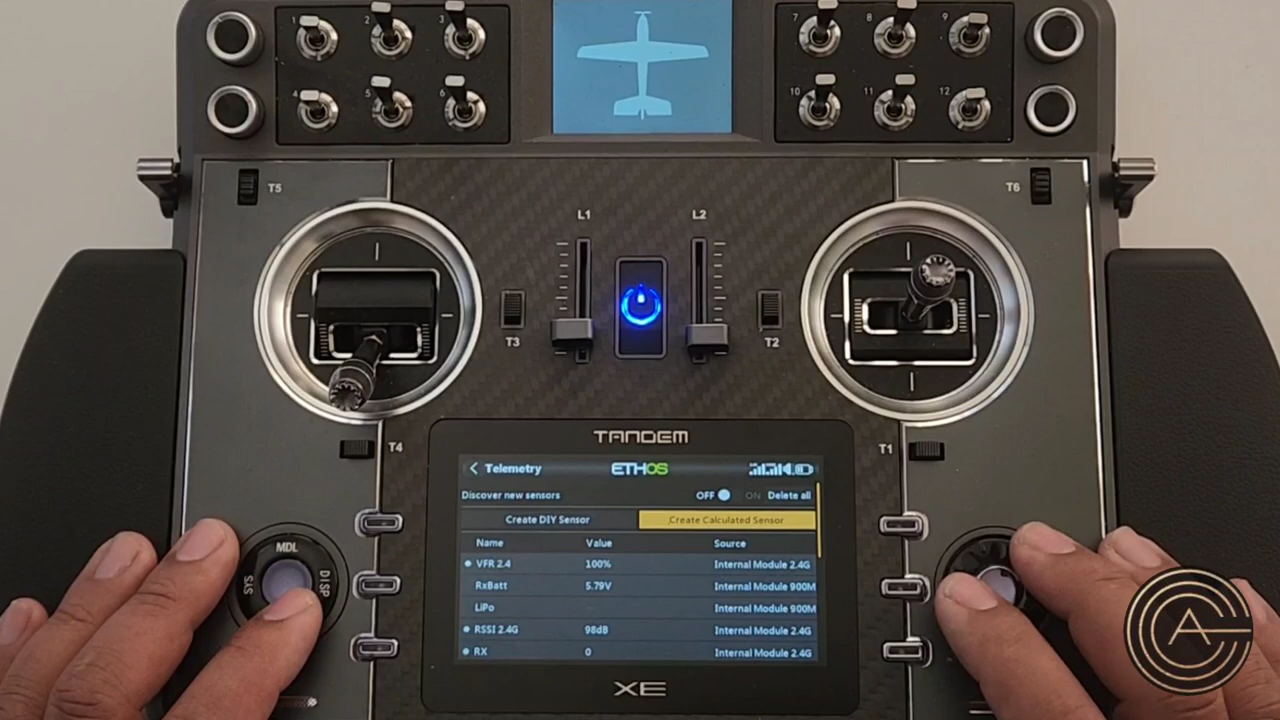 1 2 3
7 8 9
4 5 6
10 11 12
T5
T6
L1 L2
T3
T2
TANDEM
T4
T1
Telemetry ETHOS
Discover new sensors OFF ON Delete all
Create DIY Sensor Create Calculated Sensor
Name Value Source
VFR 2.4 100% Internal Module 2.4G
RxBatt 5.79V Internal Module 900M
LiPo Internal Module 900M
RSSI 2.4G 98dB Internal Module 2.4G
RX 0 Internal Module 2.4G
MDL
SYS
DISP
XE